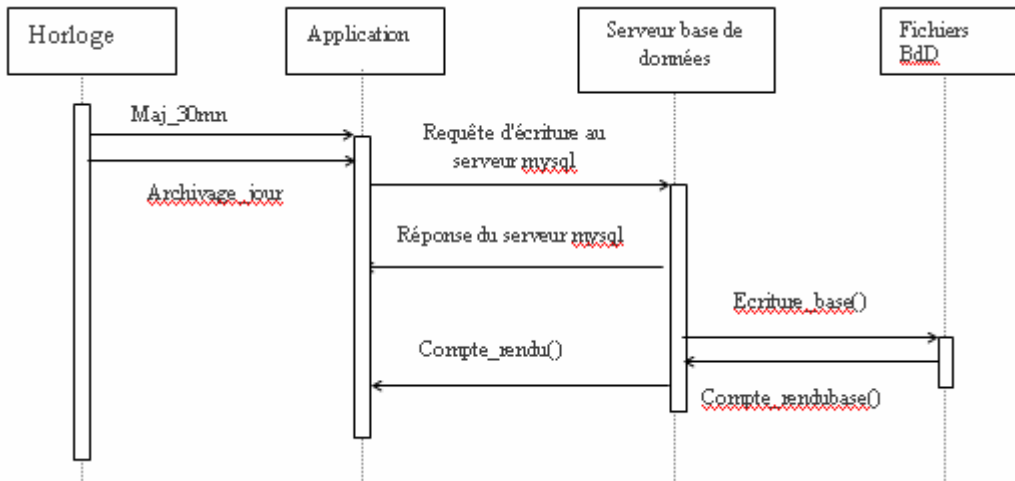 Horloge
Application
Serveur base de
données
Fichiers
BdD
Maj_30mn
Requête d'écriture au
serveur mysql
Archivage_jour
Réponse du serveur mysql
Ecriture_base()
Compte_rendu()
Compte_rendubase()